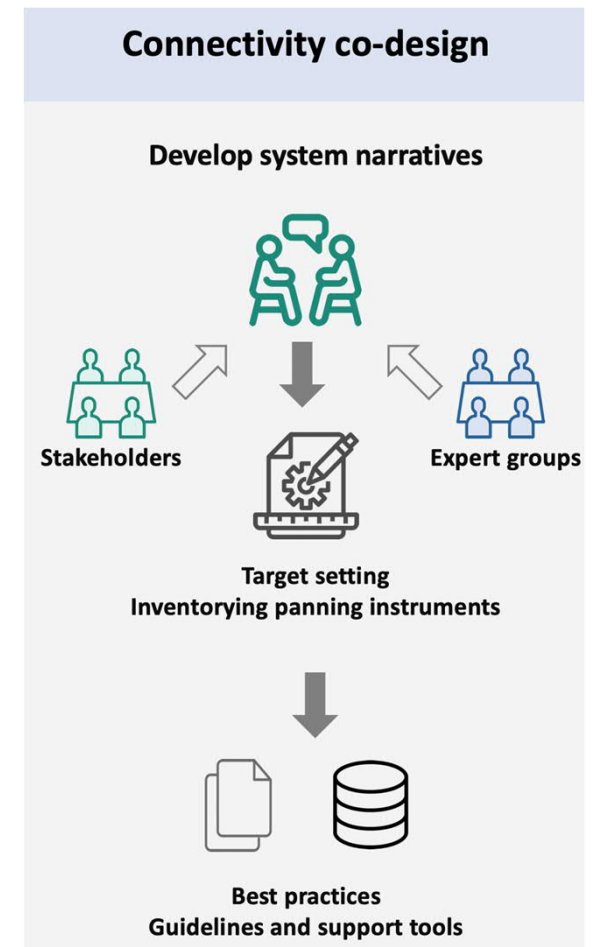 Connectivity co-design
Develop system narratives
Stakeholders
Expert groups
Target setting
Inventorying panning instruments
Best practices
Guidelines and support tools